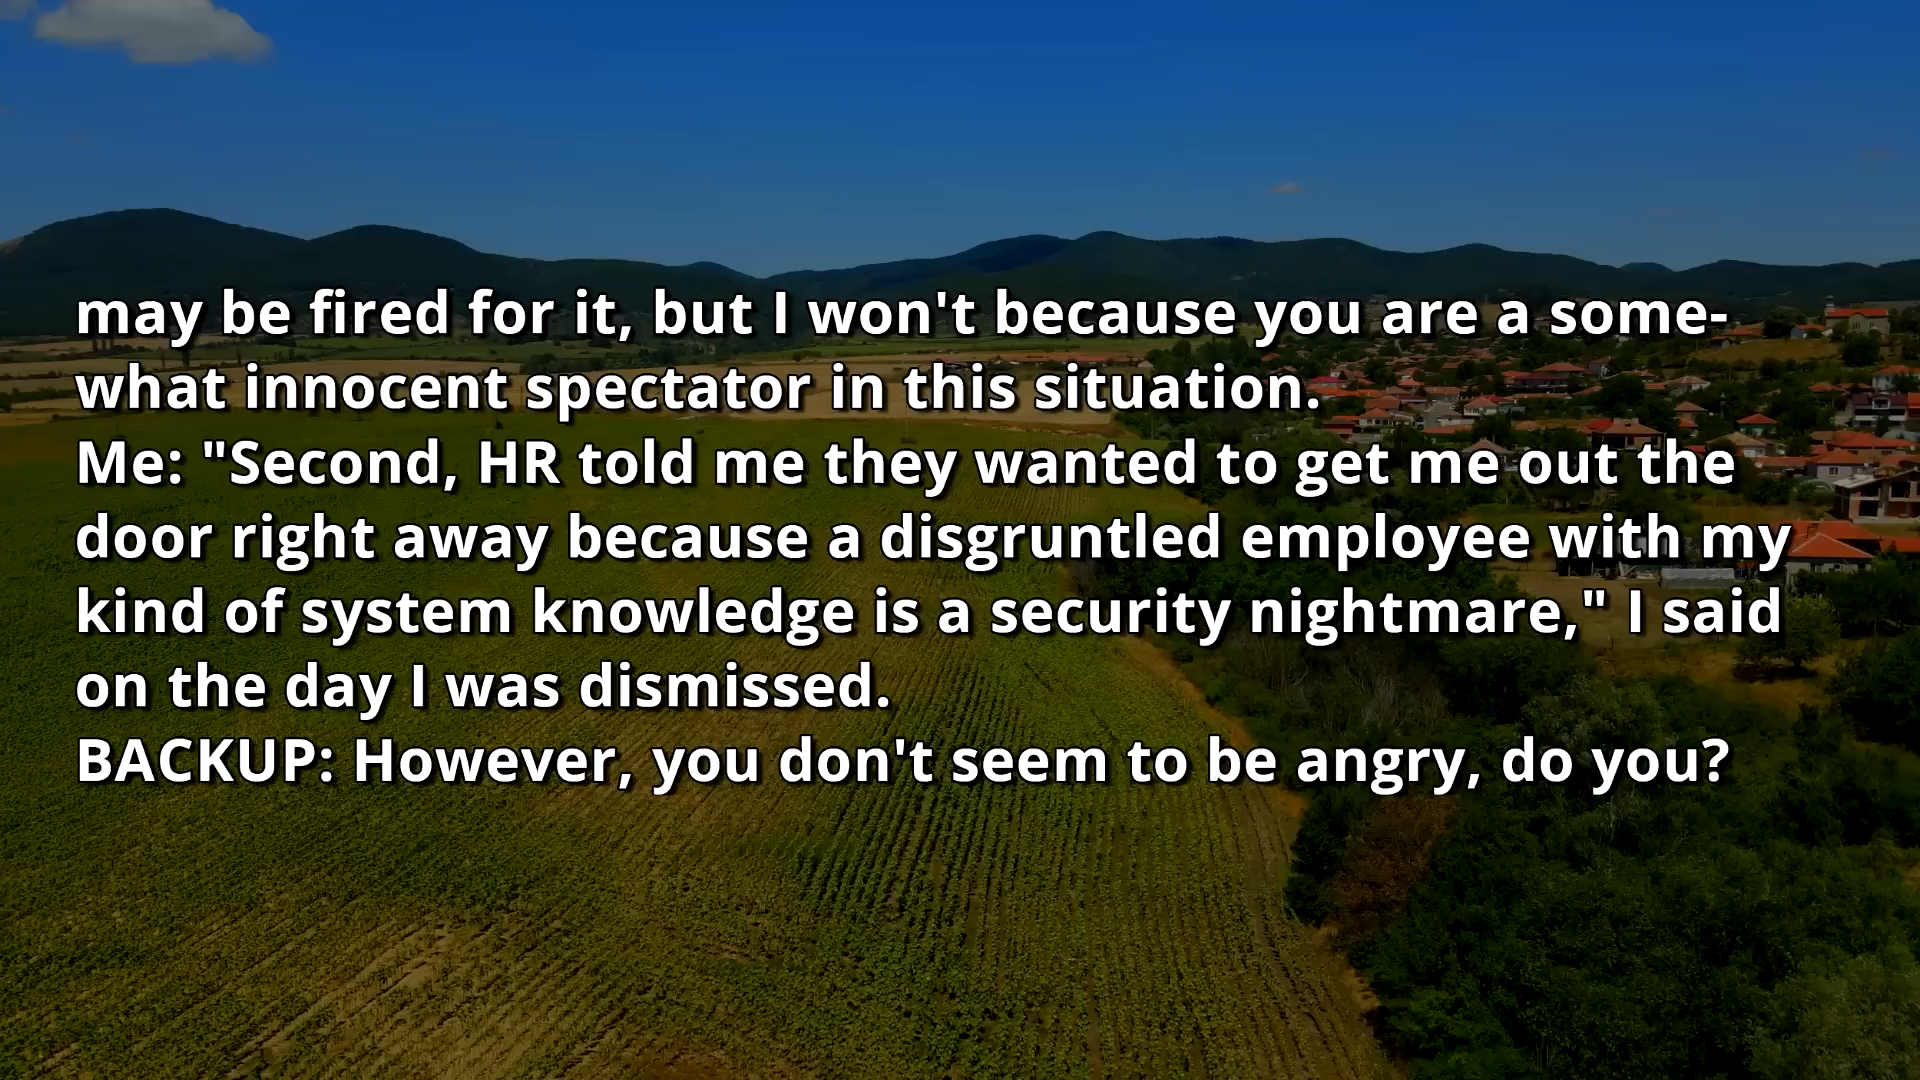 may be fired for it, but I won't because you are a some-
what innocent spectator in this situation.
Me: "Second, HR told me they wanted to get me out the
door right away because a disgruntled employee with my
kind of system knowledge is a security nightmare," I said
on the day I was dismissed.
BACKUP: However, you don't seem to be angry, do you?